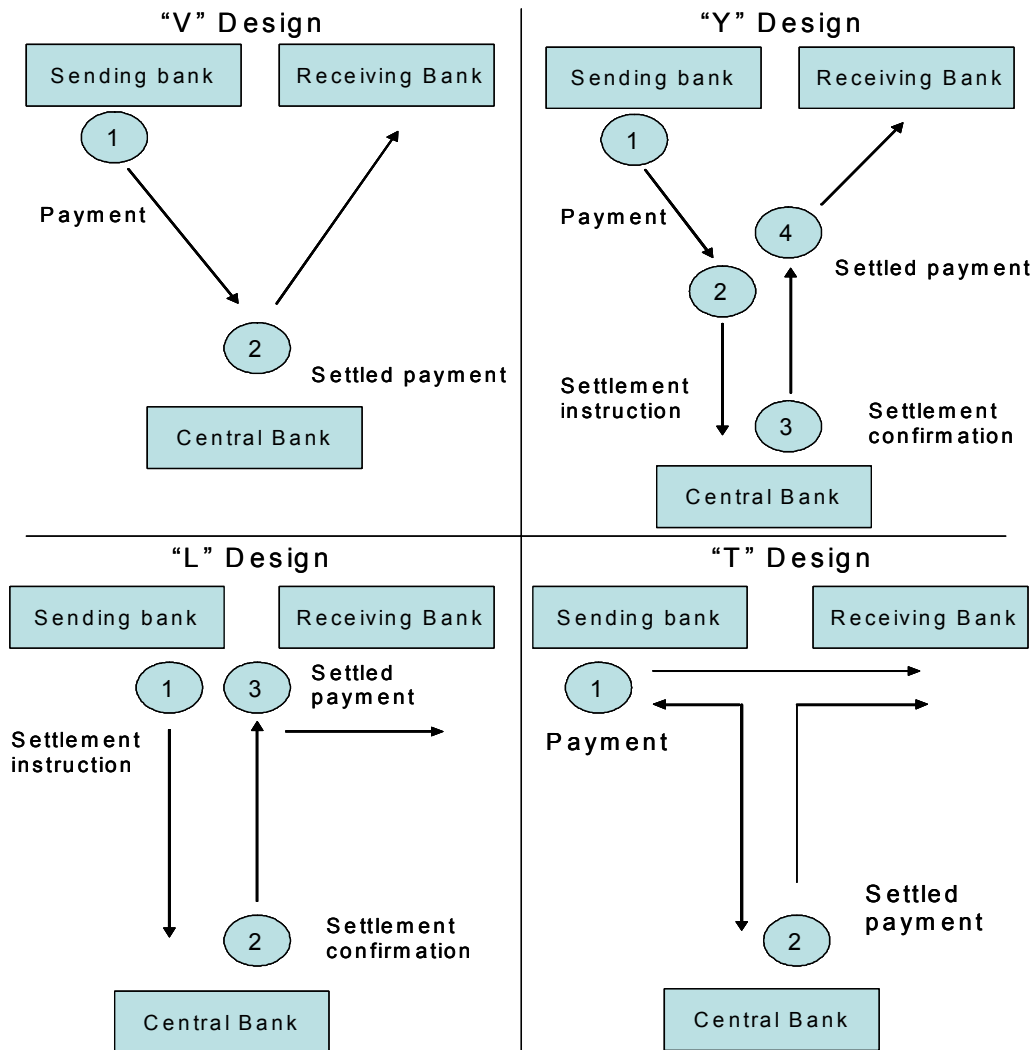 “V” Design
Sending bank
Receiving Bank
1
Payment
2
Settled payment
Central Bank
“Y” Design
Sending bank
Receiving Bank
1
Payment
4
Settled payment
2
Settlement
instruction
3
Settlement
confirmation
Central Bank
“L” Design
Sending bank
Receiving Bank
1
3
Settled
payment
Settlement
instruction
2
Settlement
confirmation
Central Bank
“T” Design
Sending bank
Receiving Bank
1
Payment
Settled
payment
2
Central Bank